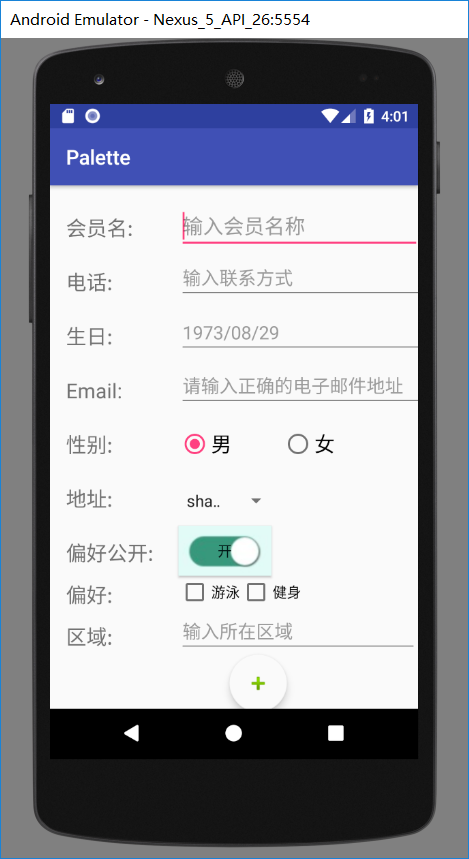 Android Emulator - Nexus_5_API_26:5554
4:01
Palette
会员名: 输入会员名称
电话: 输入联系方式
生日: 1973/08/29
Email: 请输入正确的电子邮件地址
性别: 男 女
地址: sha..
偏好公开: 开
偏好: 游泳 健身
区域: 输入所在区域
+